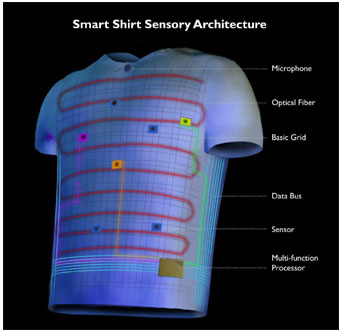 Smart Shirt Sensory Architecture
Microphone
Optical Fiber
Basic Grid
Data Bus
Sensor
Multi-function
Processor